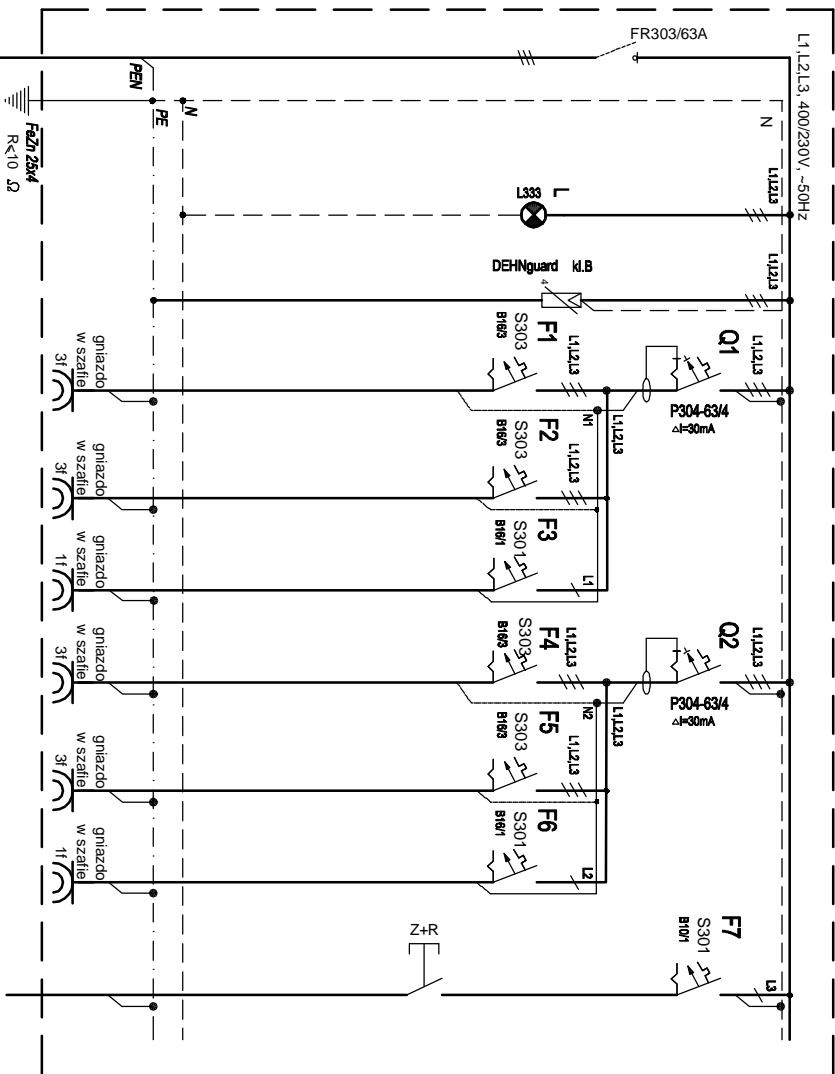 FR303/63A
L1,L2,L3, 400/230V, ~50Hz
PEN
PE
N
N
FeZn 25x4
R<10 Ω
L1,L2,L3
L333
L
L1,L2,L3
DEHNguard kl.B
4
Q1
L1,L2,L3
P304-63/4
△I=30mA
F1
S303
B16/3
L1,L2,L3
N1
L1,L2,L3
gniazdo
w szafie
3f
F2
S303
B16/3
L1,L2,L3
gniazdo
w szafie
3f
F3
S301
B16/1
L1
gniazdo
w szafie
1f
Q2
L1,L2,L3
P304-63/4
△I=30mA
F4
S303
B16/3
L1,L2,L3
N2
L1,L2,L3
gniazdo
w szafie
3f
F5
S303
B16/3
L1,L2,L3
gniazdo
w szafie
3f
F6
S301
B16/1
L2
gniazdo
w szafie
1f
F7
S301
B10/1
L3
Z+R